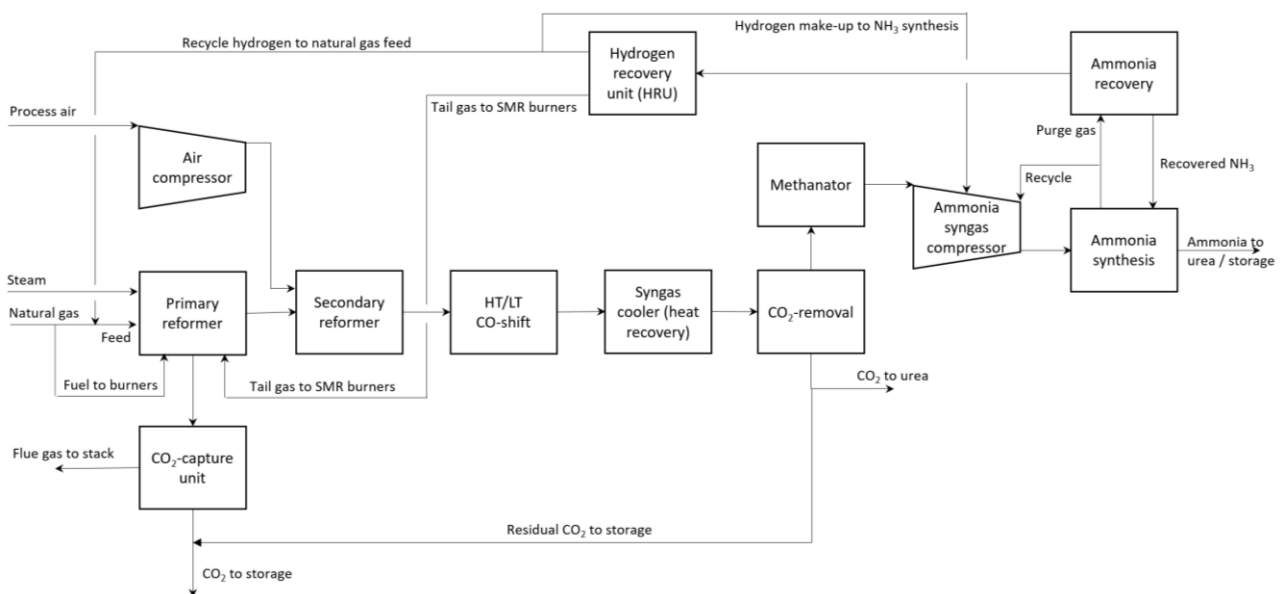 Recycle hydrogen to natural gas feed
Hydrogen make-up to NH₃ synthesis
Hydrogen
recovery
unit (HRU)
Ammonia
recovery
Tail gas to SMR burners
Process air
Air
compressor
Purge gas
Recovered NH₃
Recycle
Methanator
Ammonia
syngas
compressor
Ammonia
synthesis
Ammonia to
urea / storage
Steam
Natural gas
Feed
Primary
reformer
Secondary
reformer
HT/LT
CO-shift
Syngas
cooler (heat
recovery)
CO₂-removal
Fuel to burners
Tail gas to SMR burners
CO₂ to urea
Flue gas to stack
CO₂-capture
unit
Residual CO₂ to storage
CO₂ to storage